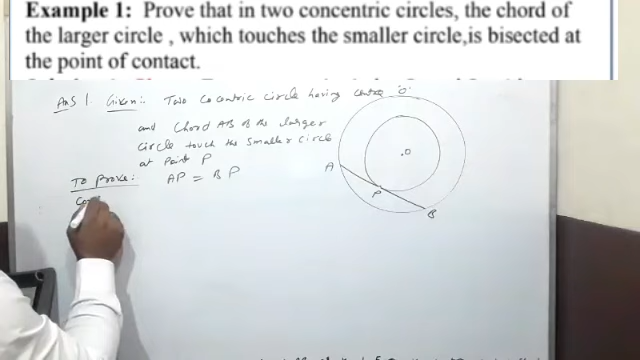 Example 1: Prove that in two concentric circles, the chord of
the larger circle , which touches the smaller circle,is bisected at
the point of contact.
Ans 1. Given:- Two Cocentric circle having centre 'O'
and Chord AB of the larger
circle touch the smaller circle
at point P
To prove: AP = BP
A
P
B
.O